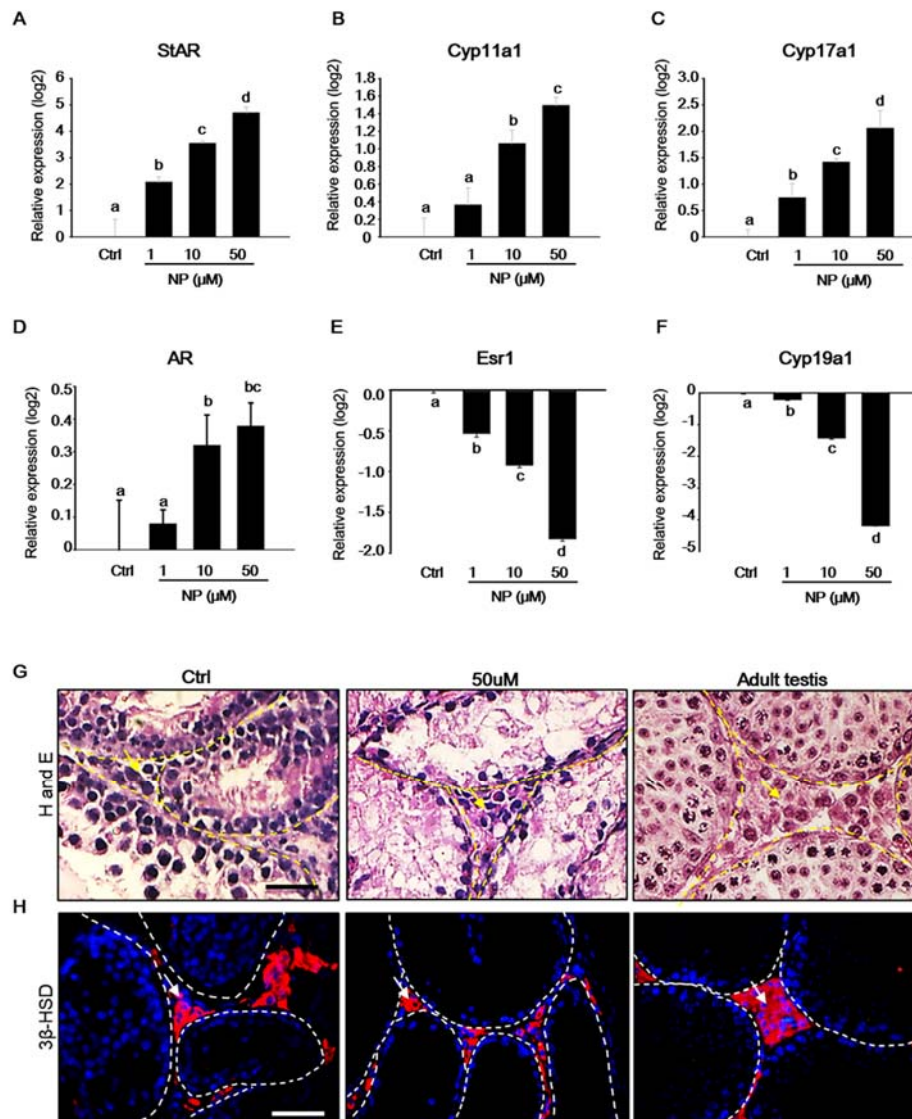 A
StAR
Relative expression (log2)
6
5
4
3
2
1
0
a
b
c
d
Ctrl
1
10
50
NP (µM)
B
Cyp11a1
Relative expression (log2)
1.8
1.6
1.4
1.2
1.0
0.8
0.6
0.4
0.2
0
a
a
b
c
Ctrl
1
10
50
NP (µM)
C
Cyp17a1
Relative expression (log2)
3.0
2.5
2.0
1.5
1.0
0.5
0
a
b
c
d
Ctrl
1
10
50
NP (µM)
D
AR
Relative expression (log2)
0.5
0.4
0.3
0.2
0.1
0
a
a
b
bc
Ctrl
1
10
50
NP (µM)
E
Esr1
Relative expression (log2)
0.0
-0.5
-1.0
-1.5
-2.0
a
b
c
d
Ctrl
1
10
50
NP (µM)
F
Cyp19a1
Relative expression (log2)
0
-1
-2
-3
-4
-5
a
b
c
d
Ctrl
1
10
50
NP (µM)
G
Ctrl
50uM
Adult testis
H and E
H
3β-HSD